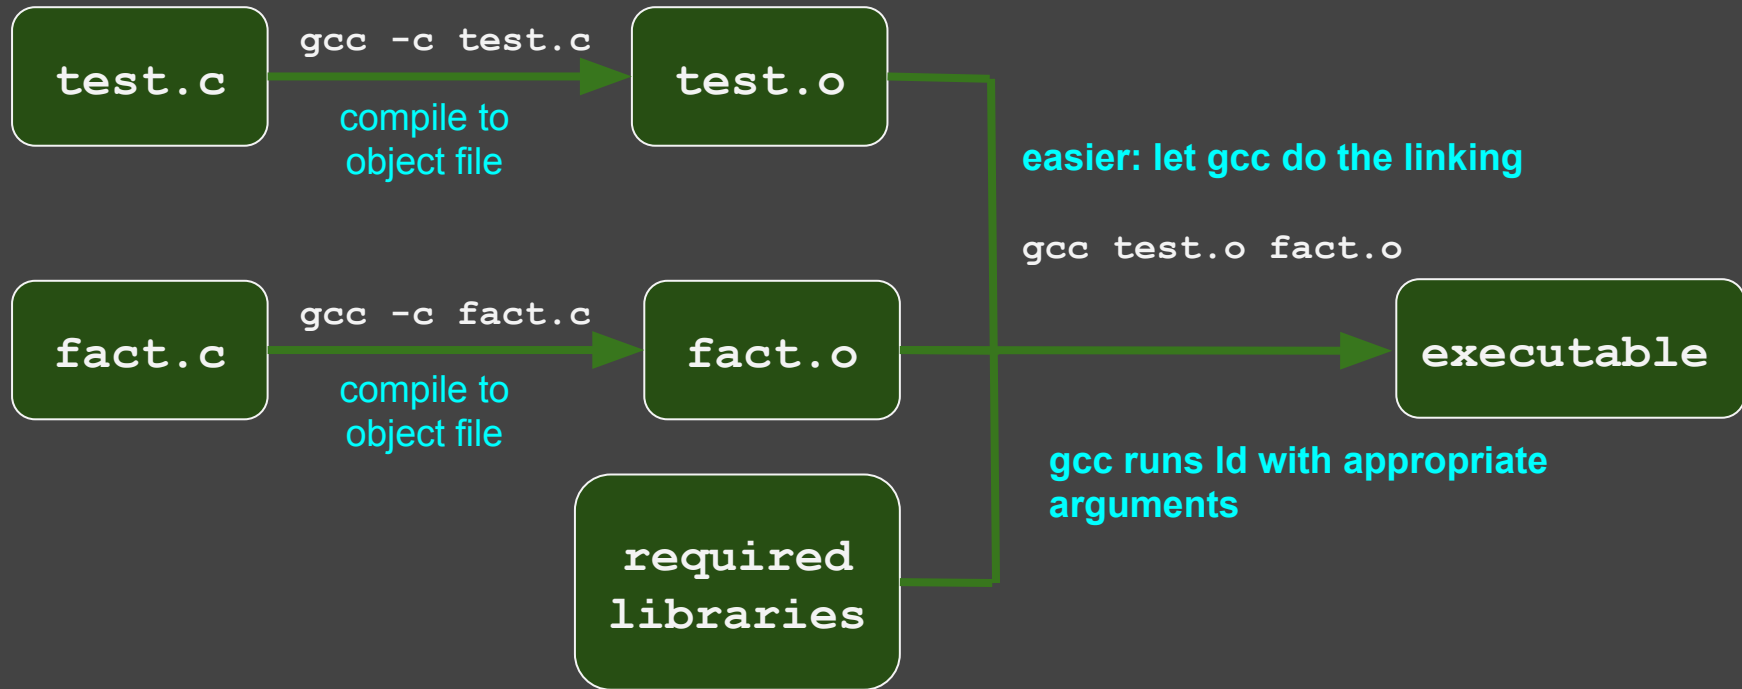 test.c
gcc -c test.c
compile to
object file
test.o
easier: let gcc do the linking
gcc test.o fact.o
fact.c
gcc -c fact.c
compile to
object file
fact.o
executable
gcc runs ld with appropriate
arguments
required
libraries